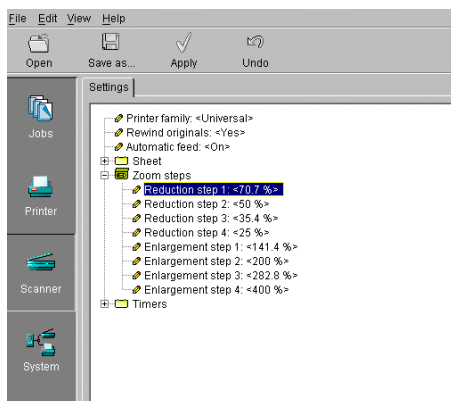 File Edit View Help
Open Save as... Apply Undo
Settings
Jobs
Printer
Scanner
System
Printer family: <Universal>
Rewind originals: <Yes>
Automatic feed: <On>
Sheet
Zoom steps
Reduction step 1: <70.7 %>
Reduction step 2: <50 %>
Reduction step 3: <35.4 %>
Reduction step 4: <25 %>
Enlargement step 1: <141.4 %>
Enlargement step 2: <200 %>
Enlargement step 3: <282.8 %>
Enlargement step 4: <400 %>
Timers